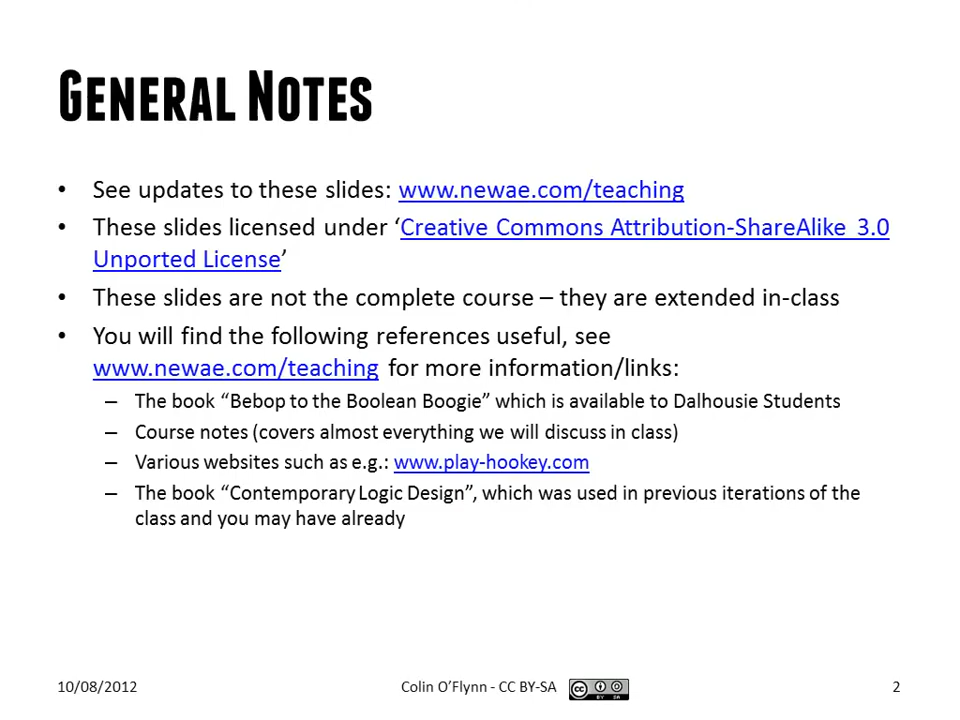 General Notes
• See updates to these slides: www.newae.com/teaching
• These slides licensed under ‘Creative Commons Attribution-ShareAlike 3.0
Unported License’
• These slides are not the complete course – they are extended in-class
• You will find the following references useful, see
www.newae.com/teaching for more information/links:
– The book “Bebop to the Boolean Boogie” which is available to Dalhousie Students
– Course notes (covers almost everything we will discuss in class)
– Various websites such as e.g.: www.play-hookey.com
– The book “Contemporary Logic Design”, which was used in previous iterations of the
class and you may have already
10/08/2012 Colin O’Flynn - CC BY-SA cc BY SA 2